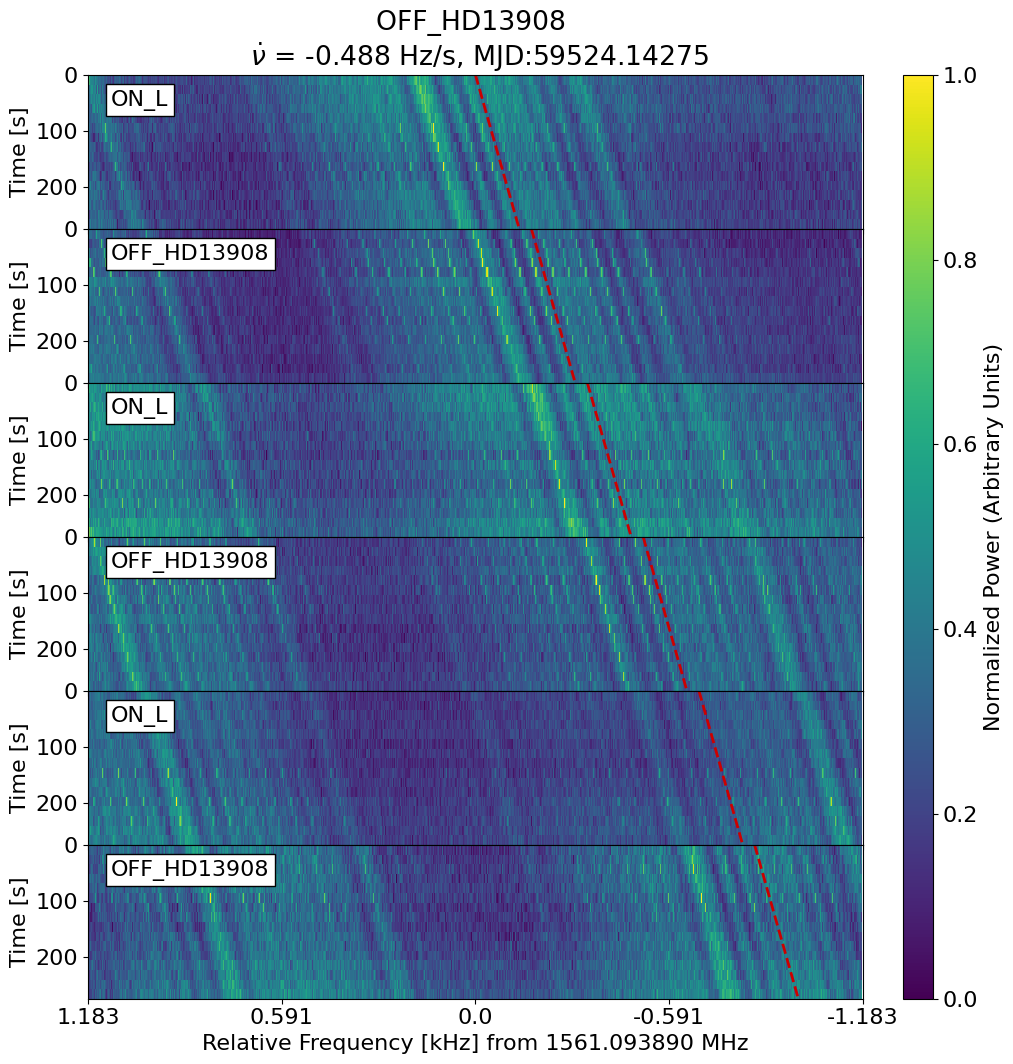 OFF_HD13908
ν̇ = -0.488 Hz/s, MJD:59524.14275
ON_L
OFF_HD13908
ON_L
OFF_HD13908
ON_L
OFF_HD13908
Time [s]
0
100
200
Time [s]
0
100
200
Time [s]
0
100
200
Time [s]
0
100
200
Time [s]
0
100
200
Time [s]
0
100
200
1.183 0.591 0.0 -0.591 -1.183
Relative Frequency [kHz] from 1561.093890 MHz
1.0
0.8
0.6
0.4
0.2
0.0
Normalized Power (Arbitrary Units)